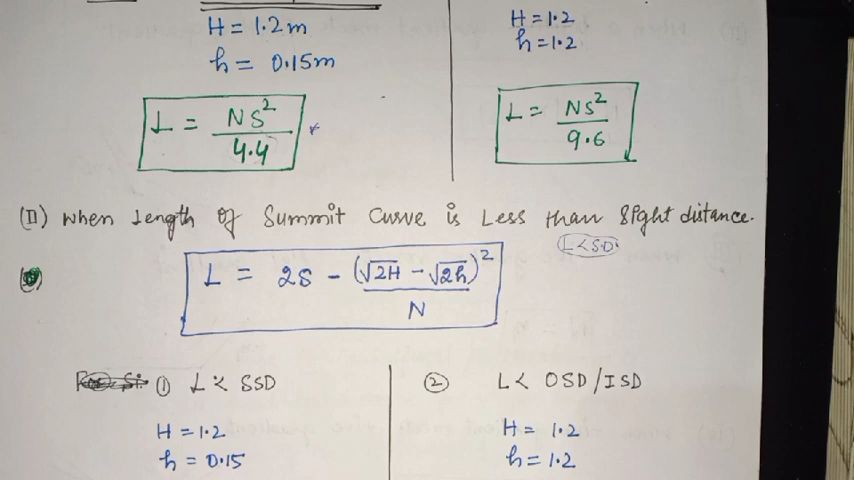 H = 1.2m
h = 0.15m
L = NS²/4.4
H = 1.2
h = 1.2
L = NS²/9.6
(II) When Length of Summit Curve is Less than Sight distance.
L<S.D
L = 2S - (√2H - √2h)²/N
① L < SSD
H = 1.2
h = 0.15
② L < OSD/ISD
H = 1.2
h = 1.2